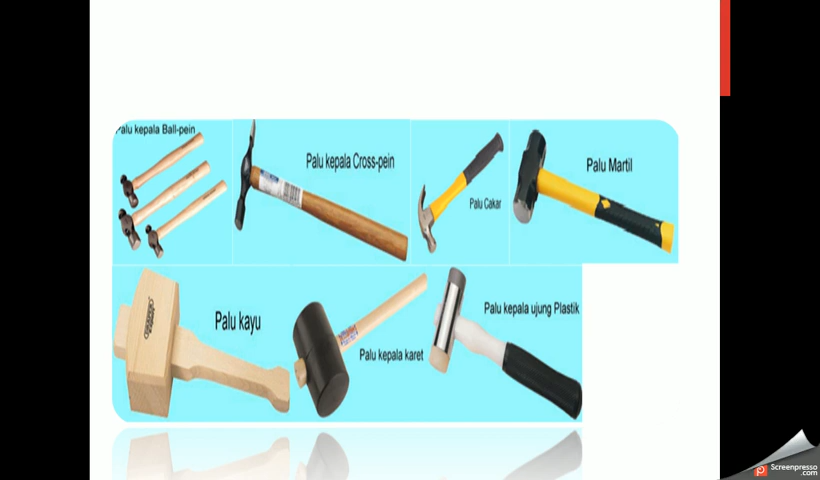 Palu kepala Ball-pein
Palu kepala Cross-pein
Palu Cakar
Palu Martil
Palu kayu
Palu kepala karet
Palu kepala ujung Plastik
Screenpresso
.com